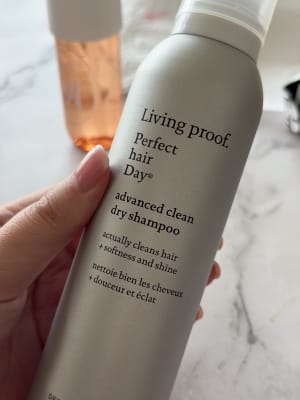 Living proof.
Perfect
hair
Day®
advanced clean
dry shampoo
actually cleans hair
+ softness and shine
nettoie bien les cheveux
+ douceur et éclat